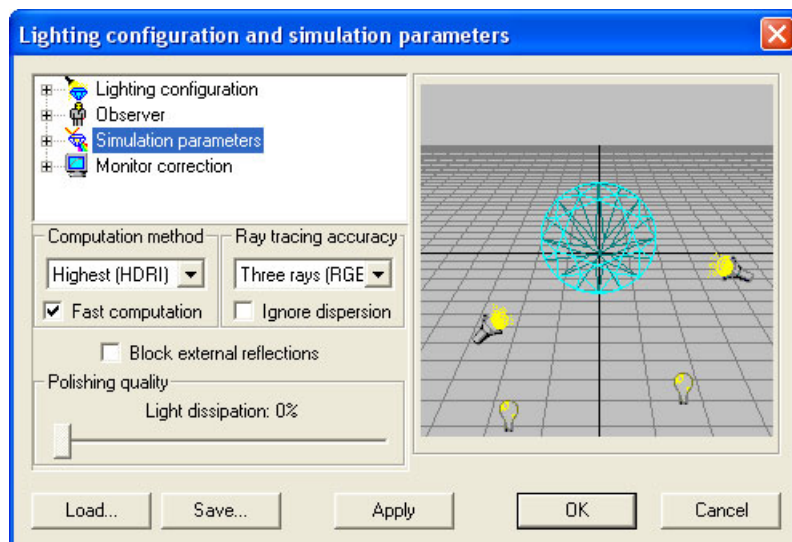 Lighting configuration and simulation parameters
Lighting configuration
Observer
Simulation parameters
Monitor correction
Computation method
Ray tracing accuracy
Highest (HDRI)
Three rays (RGE
Fast computation
Ignore dispersion
Block external reflections
Polishing quality
Light dissipation: 0%
Load...
Save...
Apply
OK
Cancel